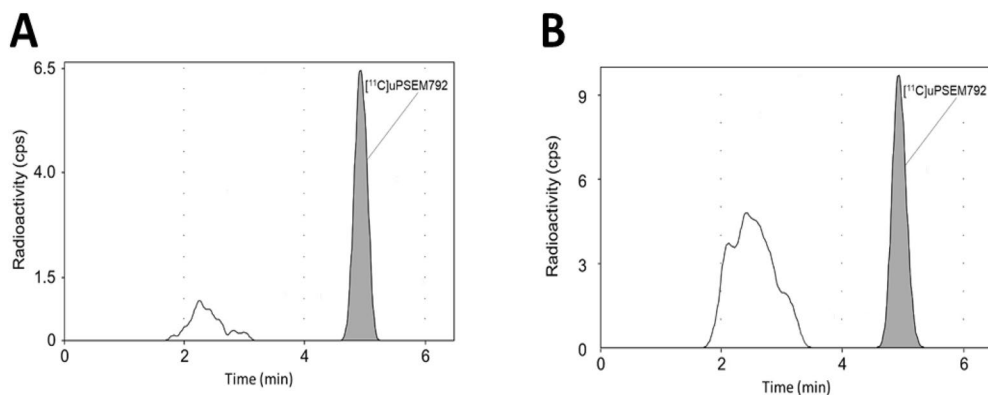 A
Radioactivity (cps)
6.5
4.0
1.5
0
[¹¹C]uPSEM792
0 2 4 6
Time (min)
B
Radioactivity (cps)
9
6
3
0
[¹¹C]uPSEM792
0 2 4 6
Time (min)